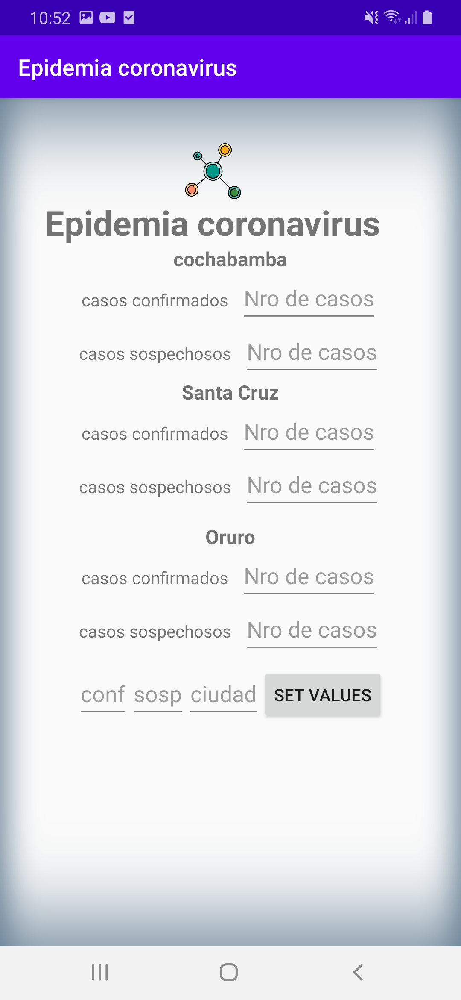 10:52
Epidemia coronavirus
Epidemia coronavirus
cochabamba
casos confirmados Nro de casos
casos sospechosos Nro de casos
Santa Cruz
casos confirmados Nro de casos
casos sospechosos Nro de casos
Oruro
casos confirmados Nro de casos
casos sospechosos Nro de casos
conf sosp ciudad SET VALUES